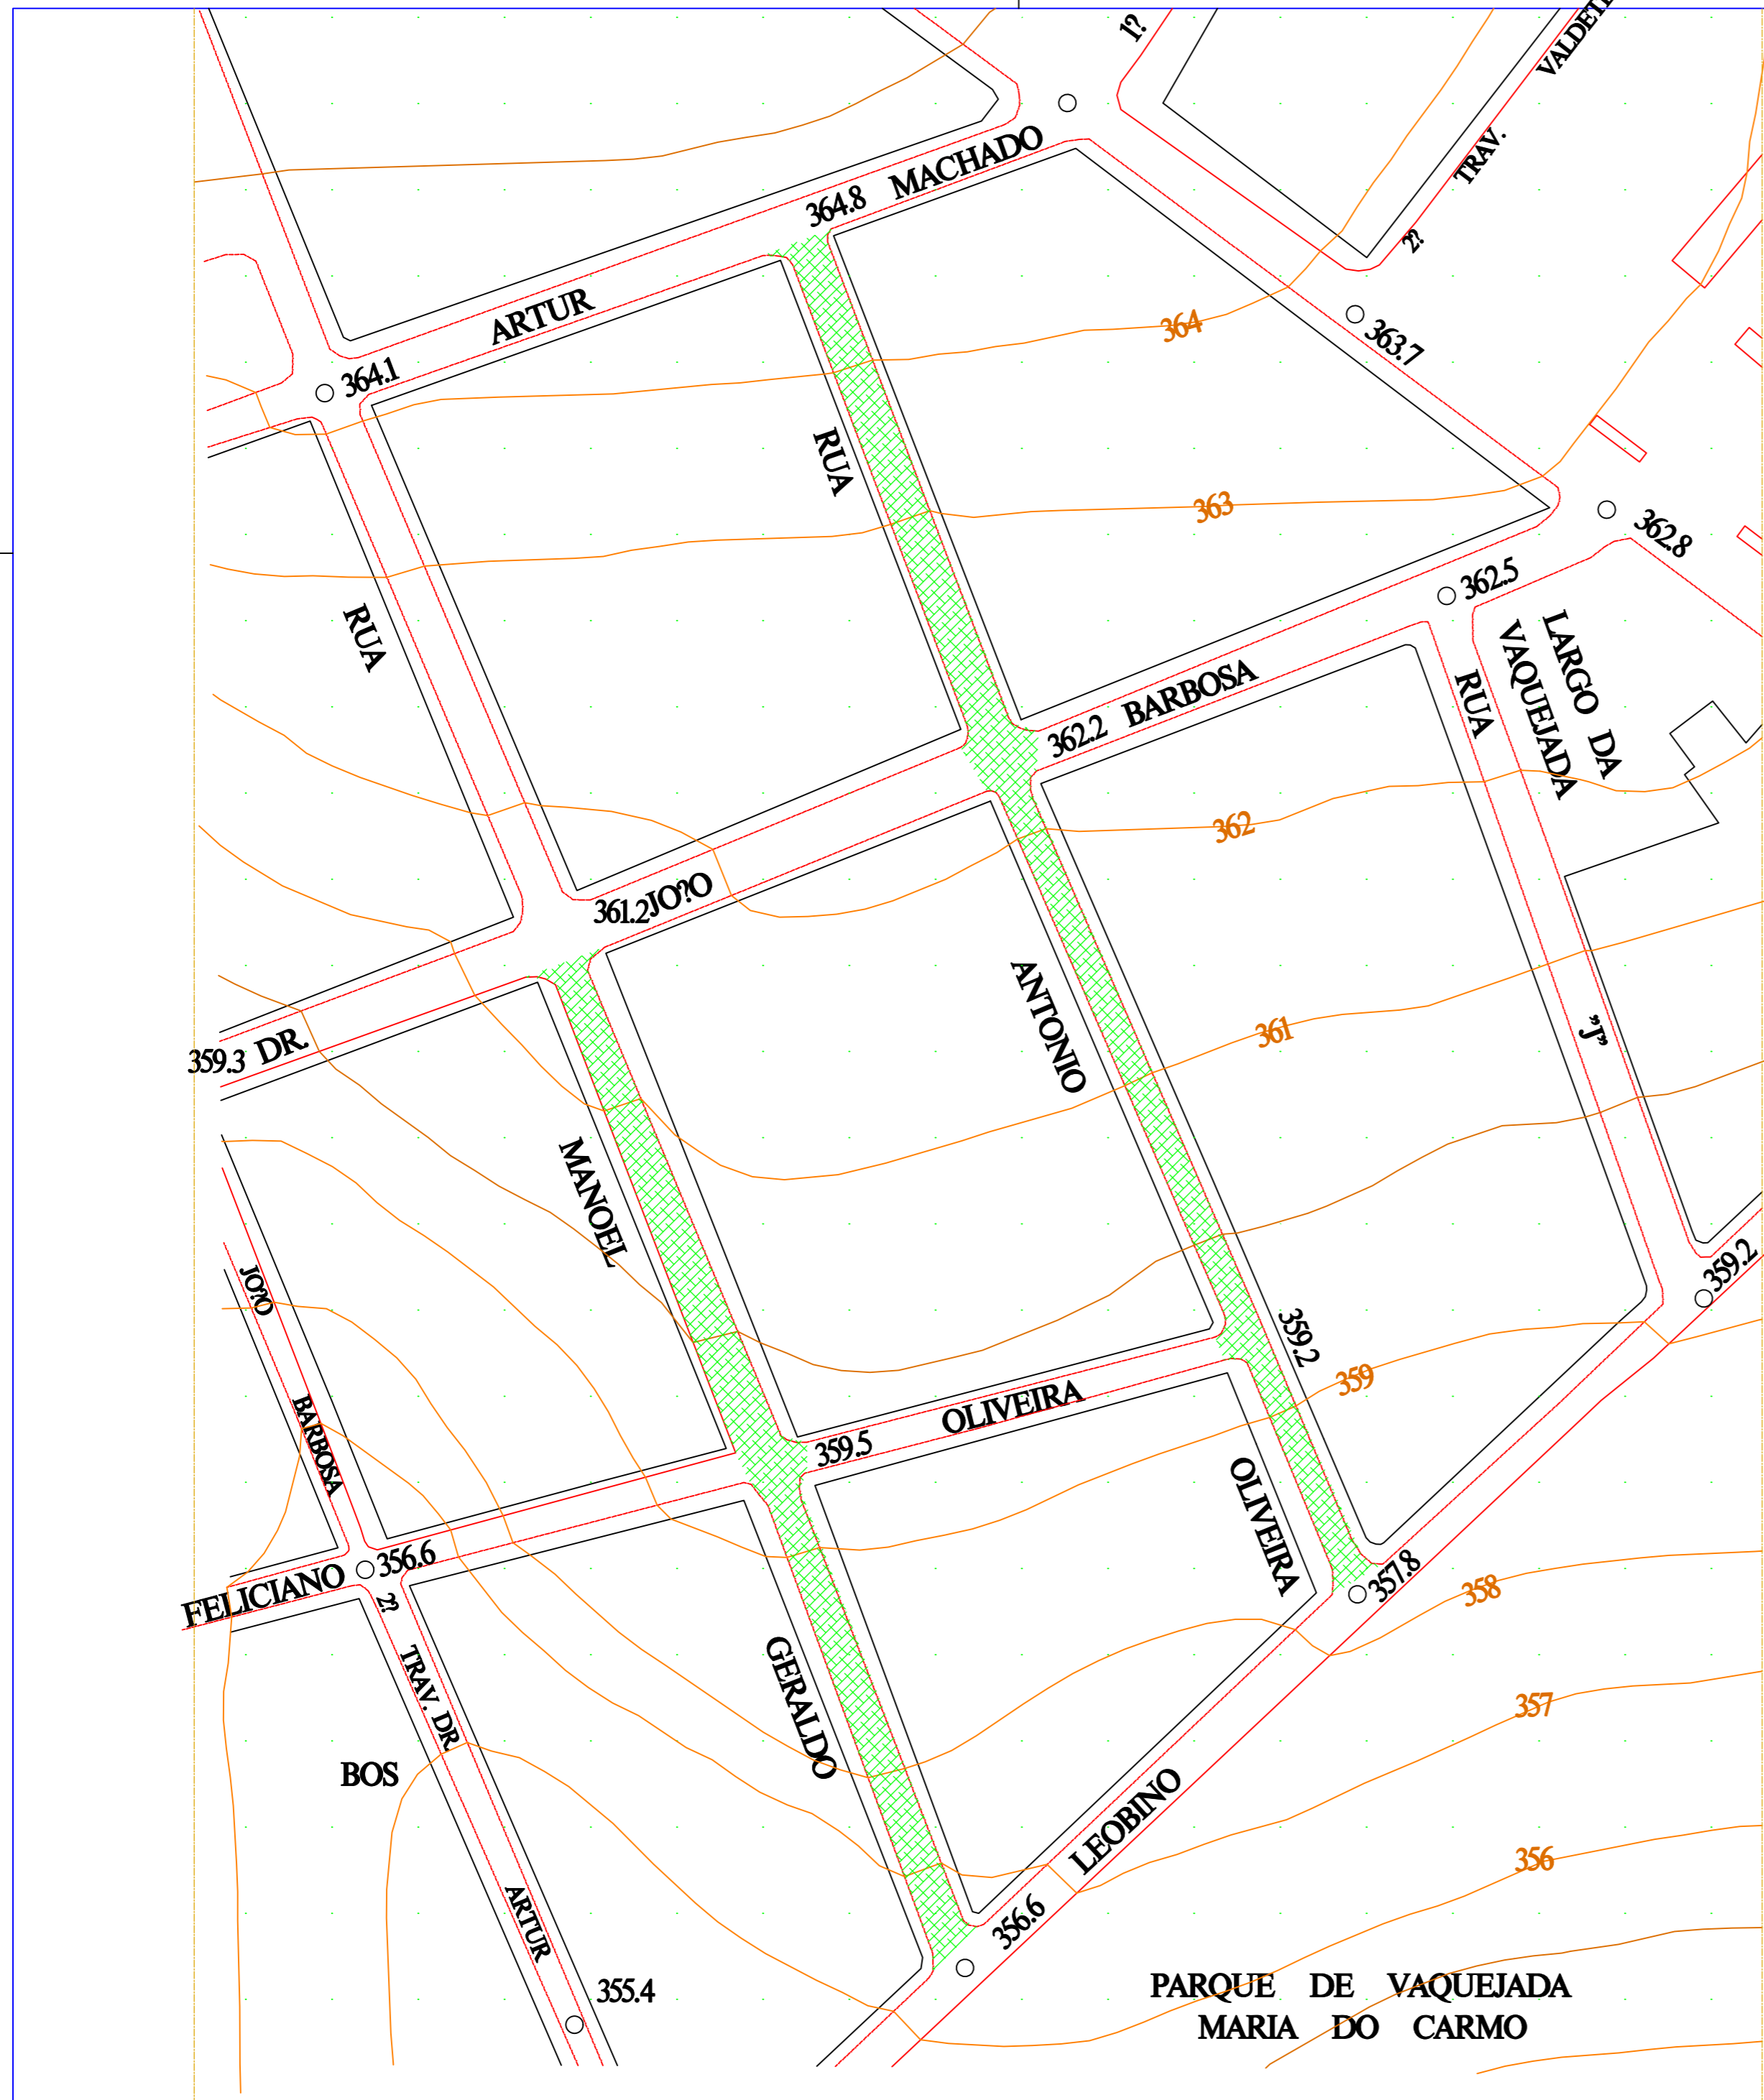 1?
VALDETE
MACHADO
TRAV.
364.8
2?
ARTUR
364
363.7
364.1
RUA
363
362.8
362.5
RUA
LARGO DA
VAQUEJADA
BARBOSA
RUA
362.2
362
JO?O
361.2
ANTONIO
361
"J"
DR.
359.3
MANOEL
359.2
JO?O
359.2
359
OLIVEIRA
BARBOSA
359.5
OLIVEIRA
356.6
357.8
FELICIANO
2?
358
GERALDO
TRAV. DR.
357
BOS
LEOBINO
356
ARTUR
356.6
355.4
PARQUE DE VAQUEJADA
MARIA DO CARMO